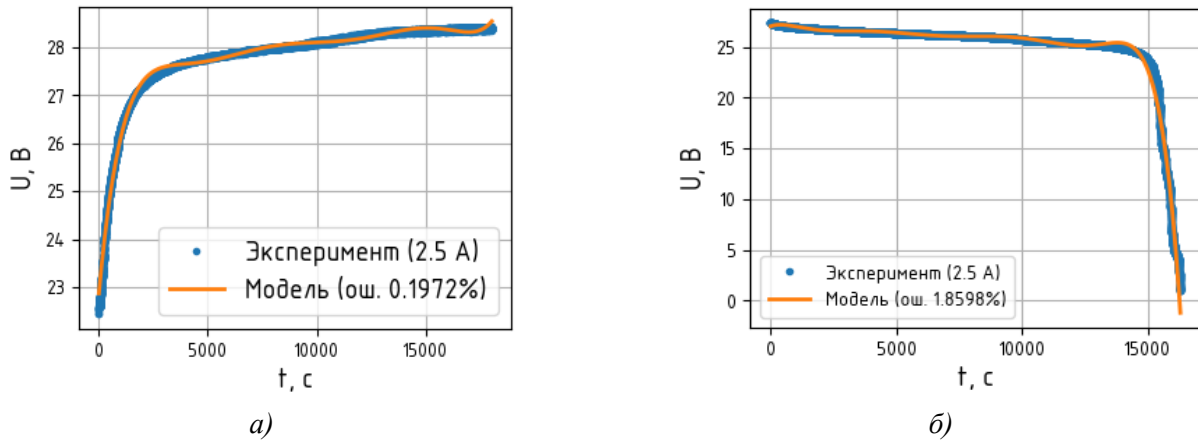 28
27
26
25
24
23
U, В
0
5000
10000
15000
t, с
Эксперимент (2.5 А)
Модель (ош. 0.1972%)
а)
25
20
15
10
5
0
U, В
0
5000
10000
15000
t, с
Эксперимент (2.5 А)
Модель (ош. 1.8598%)
б)